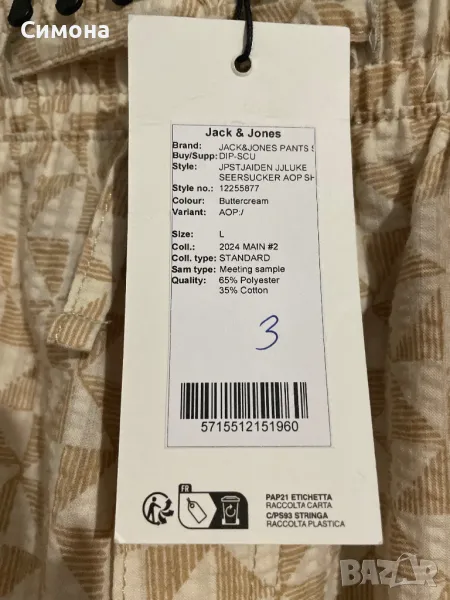 Симона
Jack & Jones
Brand: JACK&JONES PANTS S
Buy/Supp: DIP-SCU
Style: JPSTJAIDEN JJLUKE
SEERSUCKER AOP SH
Style no.: 12255877
Colour: Buttercream
Variant: AOP:/
Size: L
Coll.: 2024 MAIN #2
Coll. type: STANDARD
Sam type: Meeting sample
Quality: 65% Polyester
35% Cotton
3
5715512151960
FR
PAP21 ETICHETTA
RACCOLTA CARTA
C/PS93 STRINGA
RACCOLTA PLASTICA
BAZAR